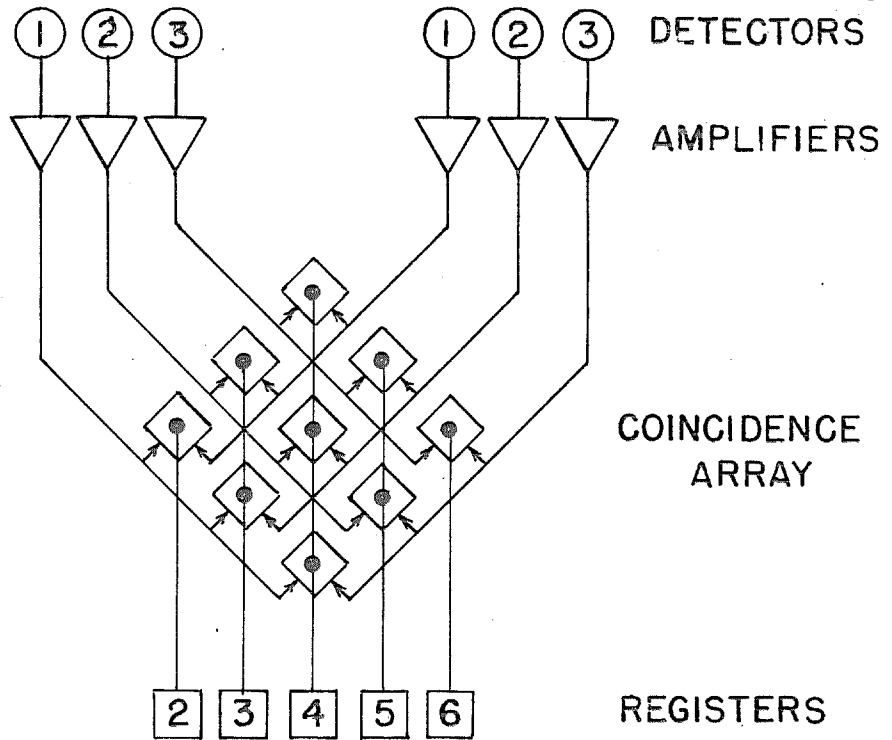 1 2 3 1 2 3 DETECTORS
AMPLIFIERS
COINCIDENCE
ARRAY
2 3 4 5 6 REGISTERS